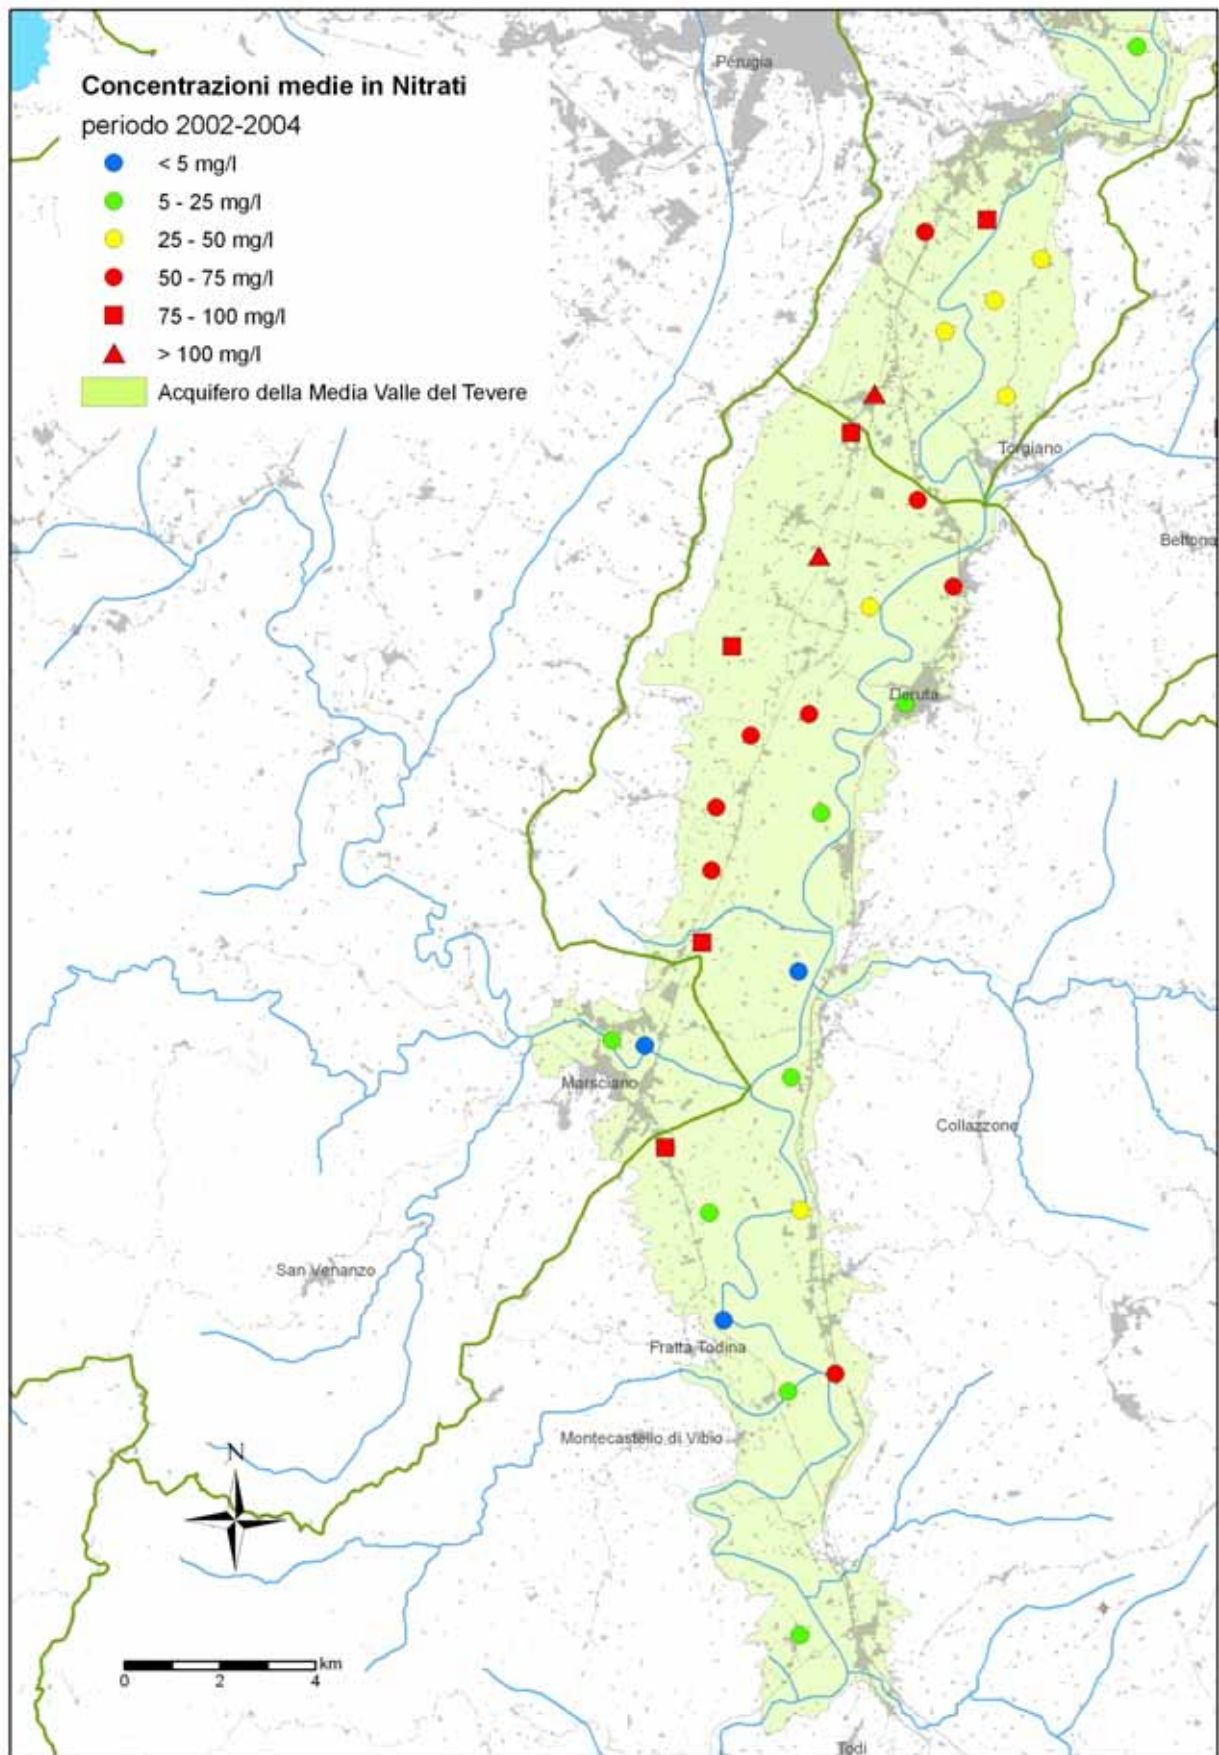 Perugia
Concentrazioni medie in Nitrati
periodo 2002-2004
< 5 mg/l
5 - 25 mg/l
25 - 50 mg/l
50 - 75 mg/l
75 - 100 mg/l
> 100 mg/l
Acquifero della Media Valle del Tevere
Torgiano
Bettona
Deruta
Marsciano
Collazzone
San Venanzo
Fratta Todina
Montecastello di Vibio
N
km
0 2 4
Todi